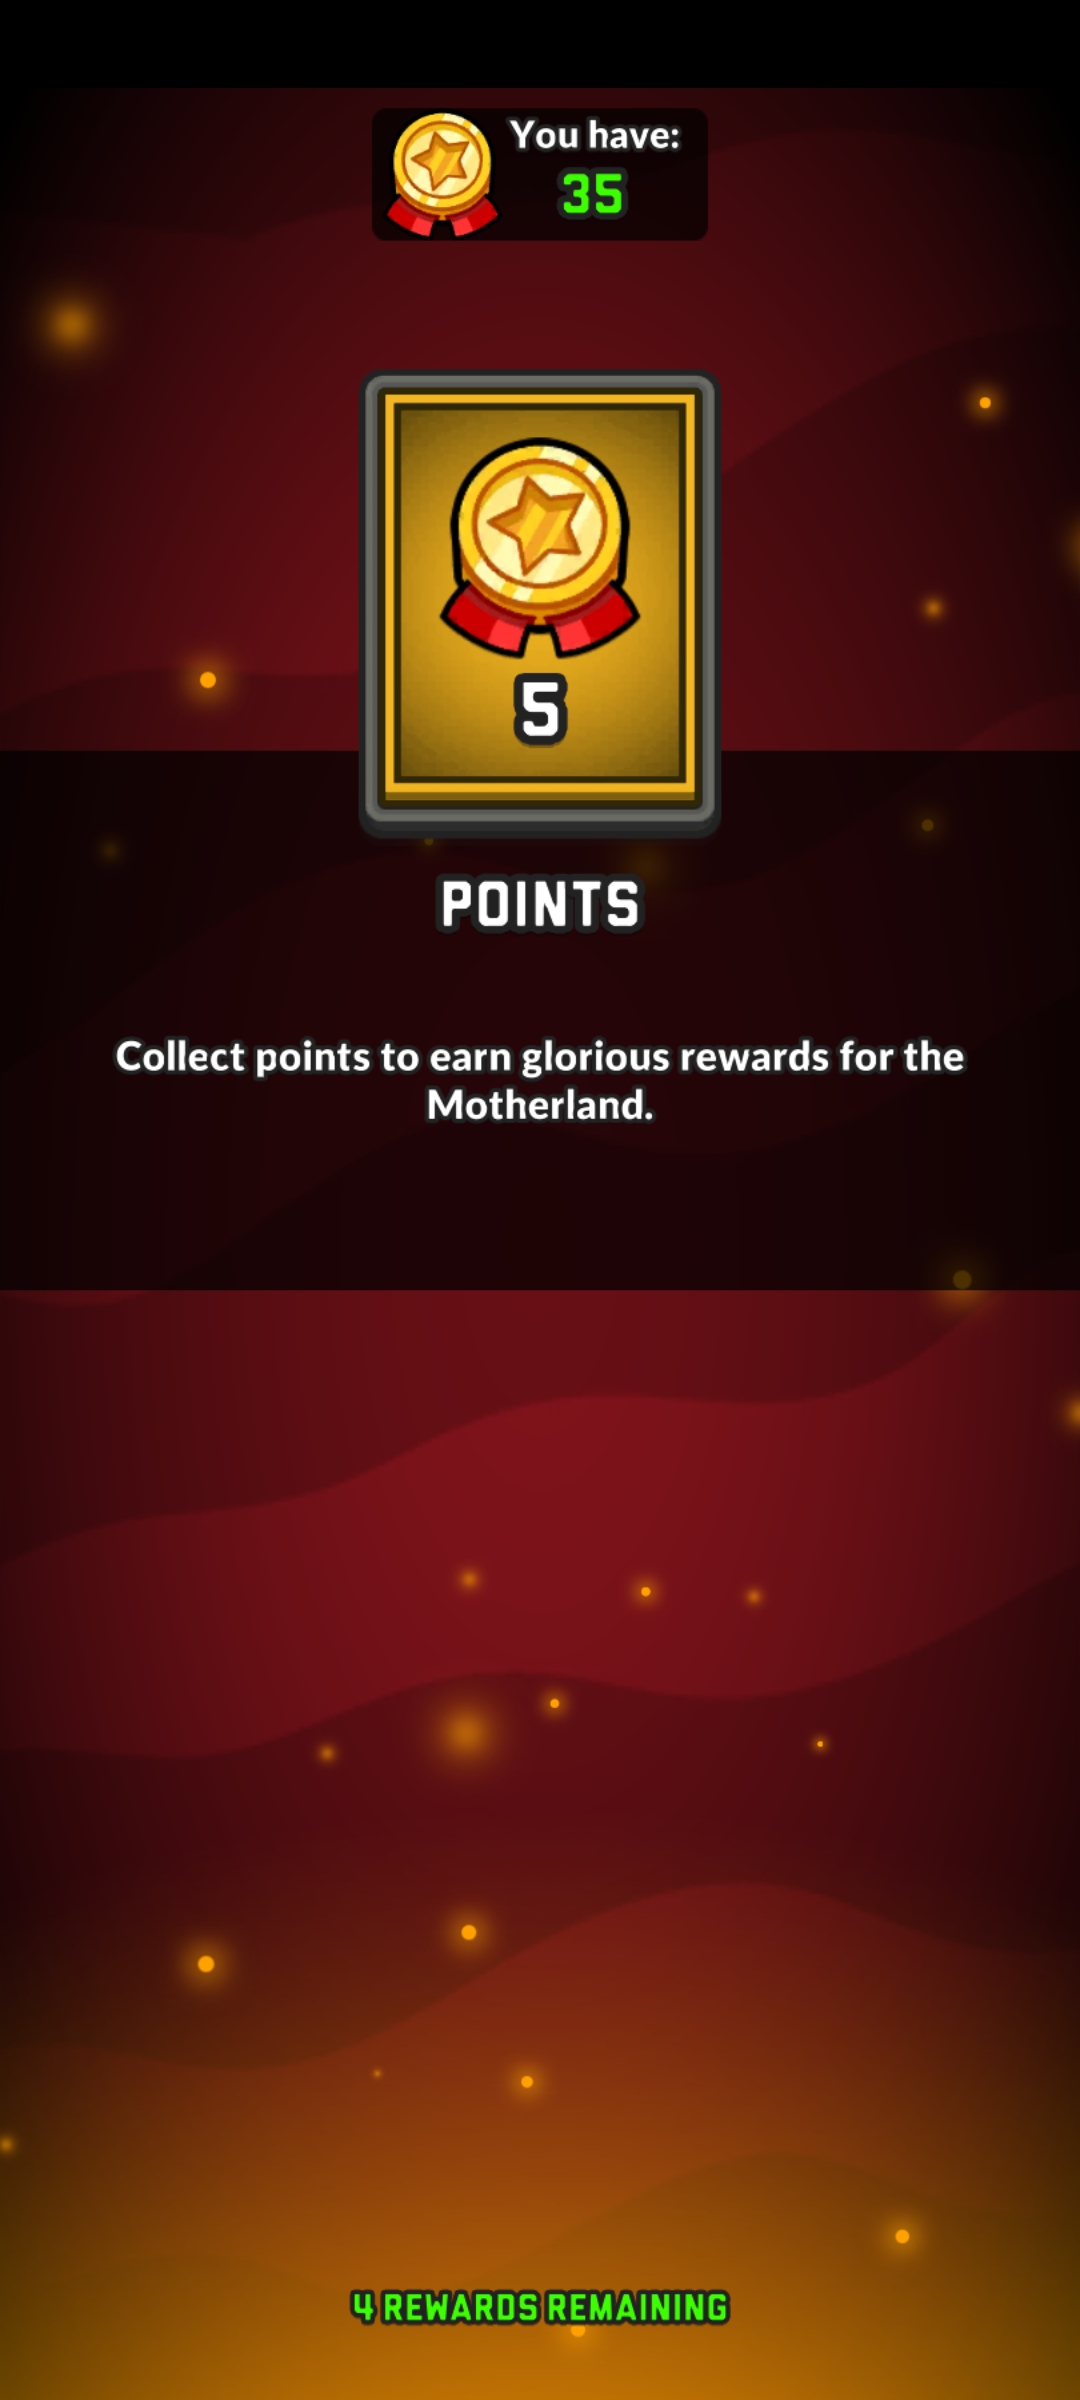 You have:
35
5
POINTS
Collect points to earn glorious rewards for the
Motherland.
4 REWARDS REMAINING